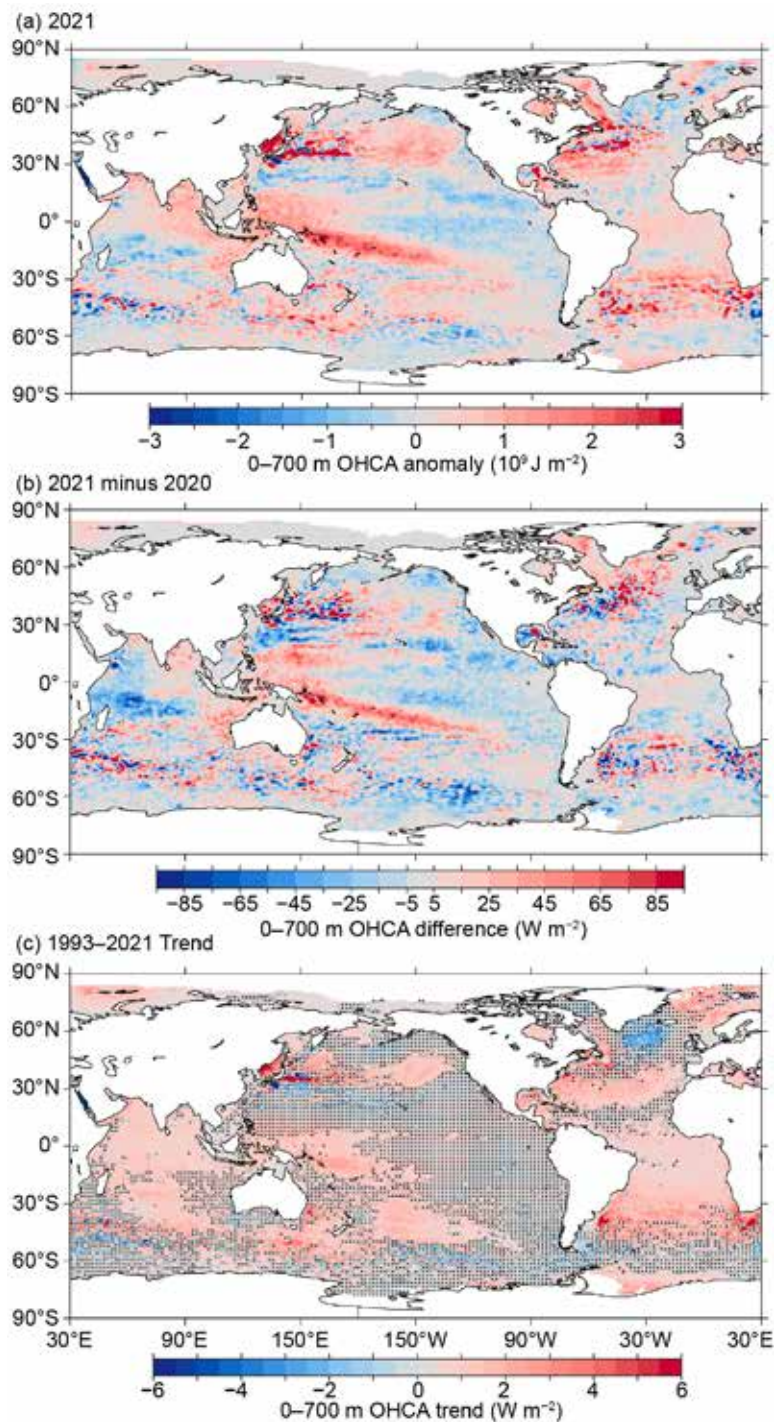 (a) 2021
90°N
60°N
30°N
0°
30°S
60°S
90°S
−3 −2 −1 0 1 2 3
0–700 m OHCA anomaly (10⁹ J m⁻²)
(b) 2021 minus 2020
90°N
60°N
30°N
0°
30°S
60°S
90°S
−85 −65 −45 −25 −5 5 25 45 65 85
0–700 m OHCA difference (W m⁻²)
(c) 1993–2021 Trend
90°N
60°N
30°N
0°
30°S
60°S
90°S
30°E 90°E 150°E 150°W 90°W 30°W 30°E
−6 −4 −2 0 2 4 6
0–700 m OHCA trend (W m⁻²)